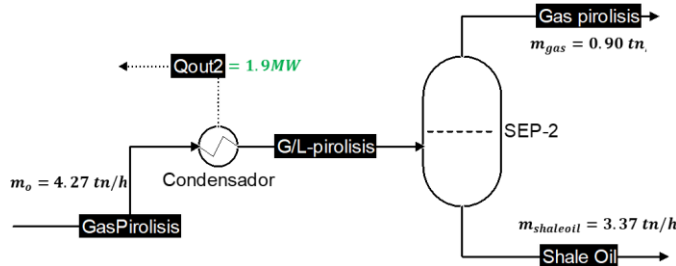 Gas pirolisis
m_gas = 0.90 tn,
Qout2 = 1.9MW
G/L-pirolisis
SEP-2
Condensador
m_o = 4.27 tn/h
GasPirolisis
m_shaleoil = 3.37 tn/h
Shale Oil